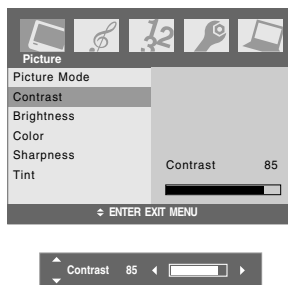 Picture
Picture Mode
Contrast
Brightness
Color
Sharpness
Tint
Contrast 85
ENTER EXIT MENU
Contrast 85